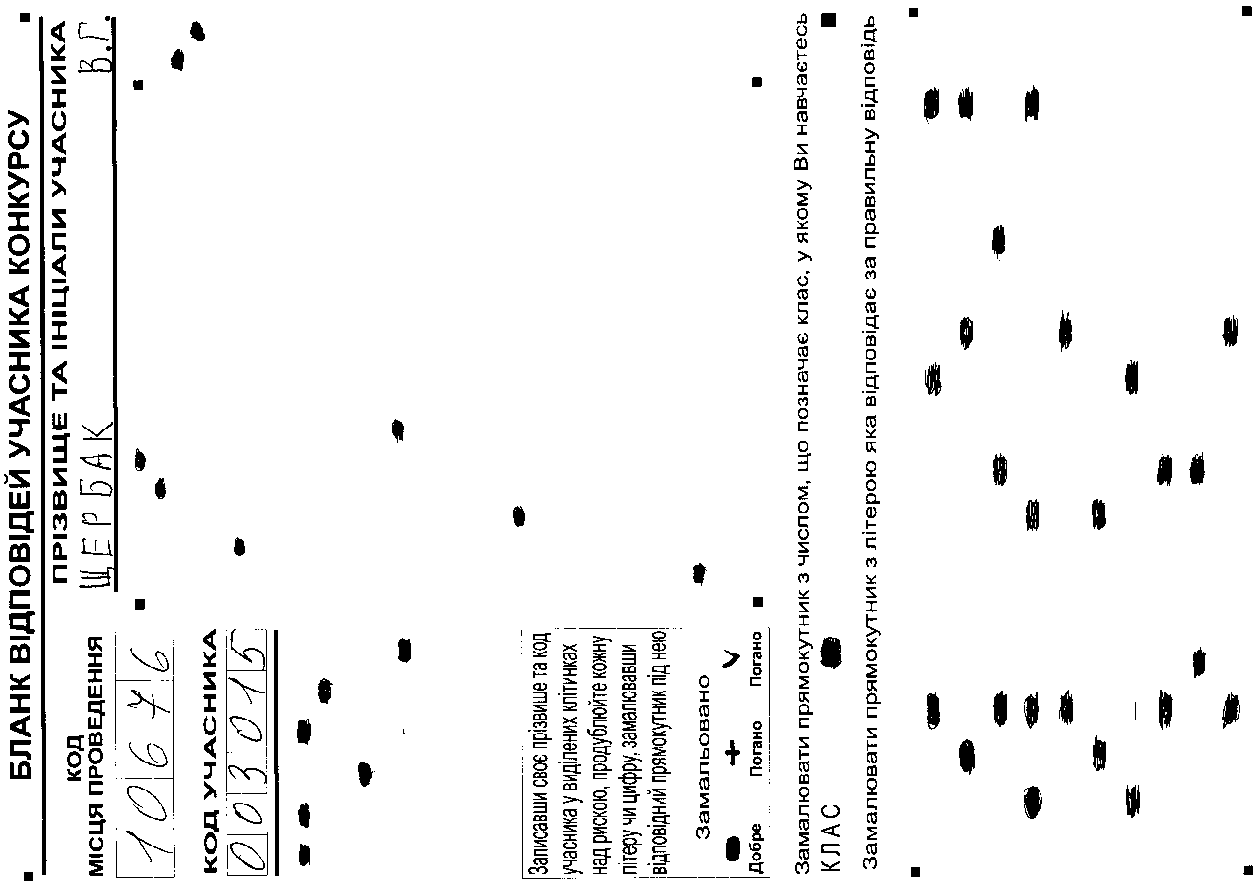 БЛАНК ВІДПОВІДЕЙ УЧАСНИКА КОНКУРСУ
ПРІЗВИЩЕ ТА ІНІЦІАЛИ УЧАСНИКА
ЩЕРБАК В.Г.
КОД
МІСЦЯ ПРОВЕДЕННЯ
10676
КОД УЧАСНИКА
003015
Записавши своє прізвище та код
учасника у виділених клітинках
над рискою, продублюйте кожну
літеру чи цифру, замалювавши
відповідний прямокутник під нею
Замальовано
Добре Погано Погано
Замалювати прямокутник з числом, що позначає клас, у якому Ви навчаєтесь
КЛАС
Замалювати прямокутник з літерою яка відповідає за правильну відповідь